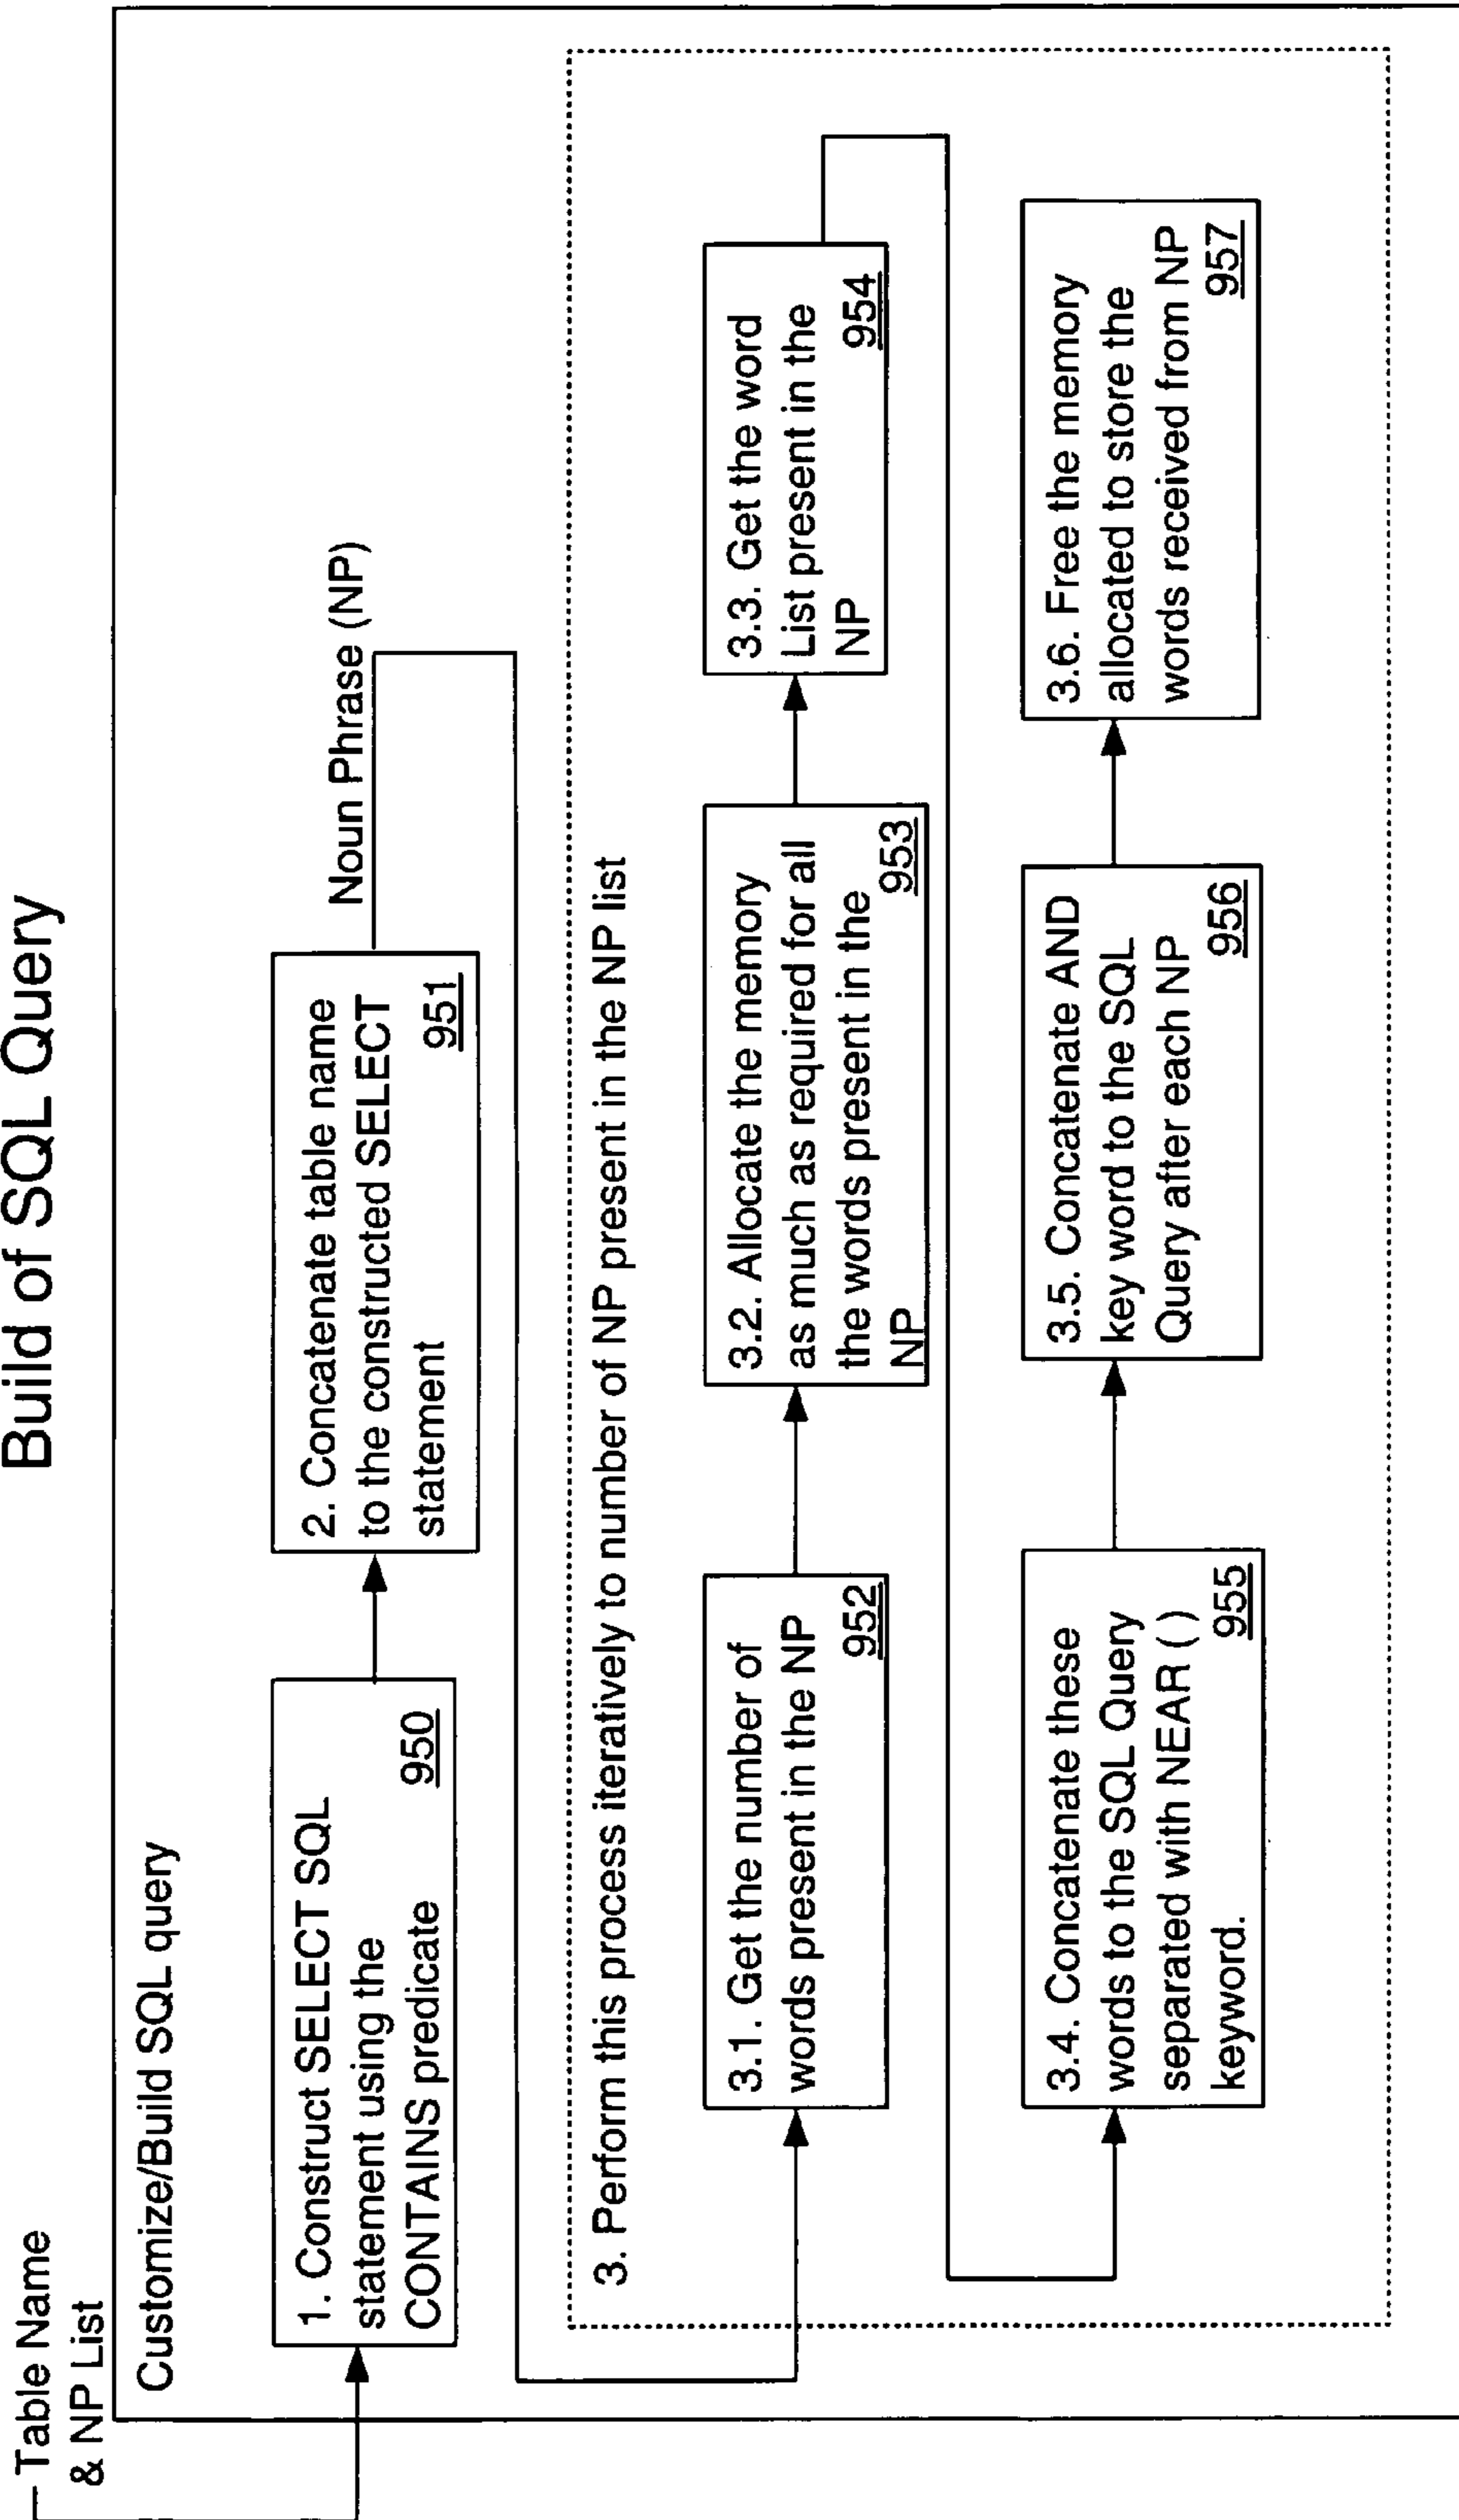 Build of SQL Query
Table Name
& NP List
Customize/Build SQL query
1. Construct SELECT SQL
statement using the
CONTAINS predicate
950
2. Concatenate table name
to the constructed SELECT
statement
951
Noun Phrase (NP)
3. Perform this process iteratively to number of NP present in the NP list
3.1. Get the number of
words present in the NP
952
3.2. Allocate the memory
as much as required for all
the words present in the
NP
953
3.3. Get the word
List present in the
NP
954
3.4. Concatenate these
words to the SQL Query
separated with NEAR ( )
keyword.
955
3.5. Concatenate AND
key word to the SQL
Query after each NP
956
3.6. Free the memory
allocated to store the
words received from NP
957